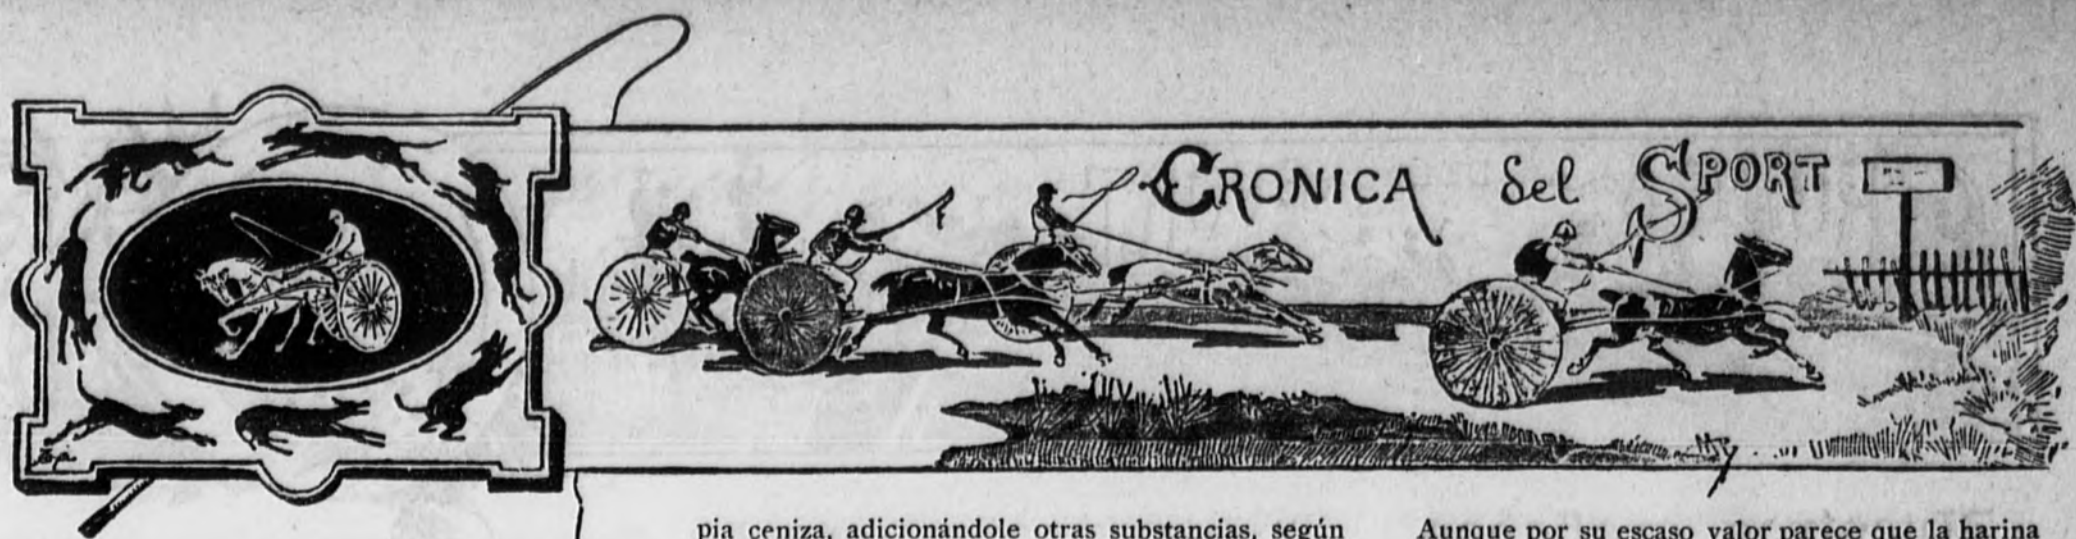 CRONICA del SPORT
pia ceniza, adicionándole otras substancias, según
Aunque por su escaso valor parece que la harina